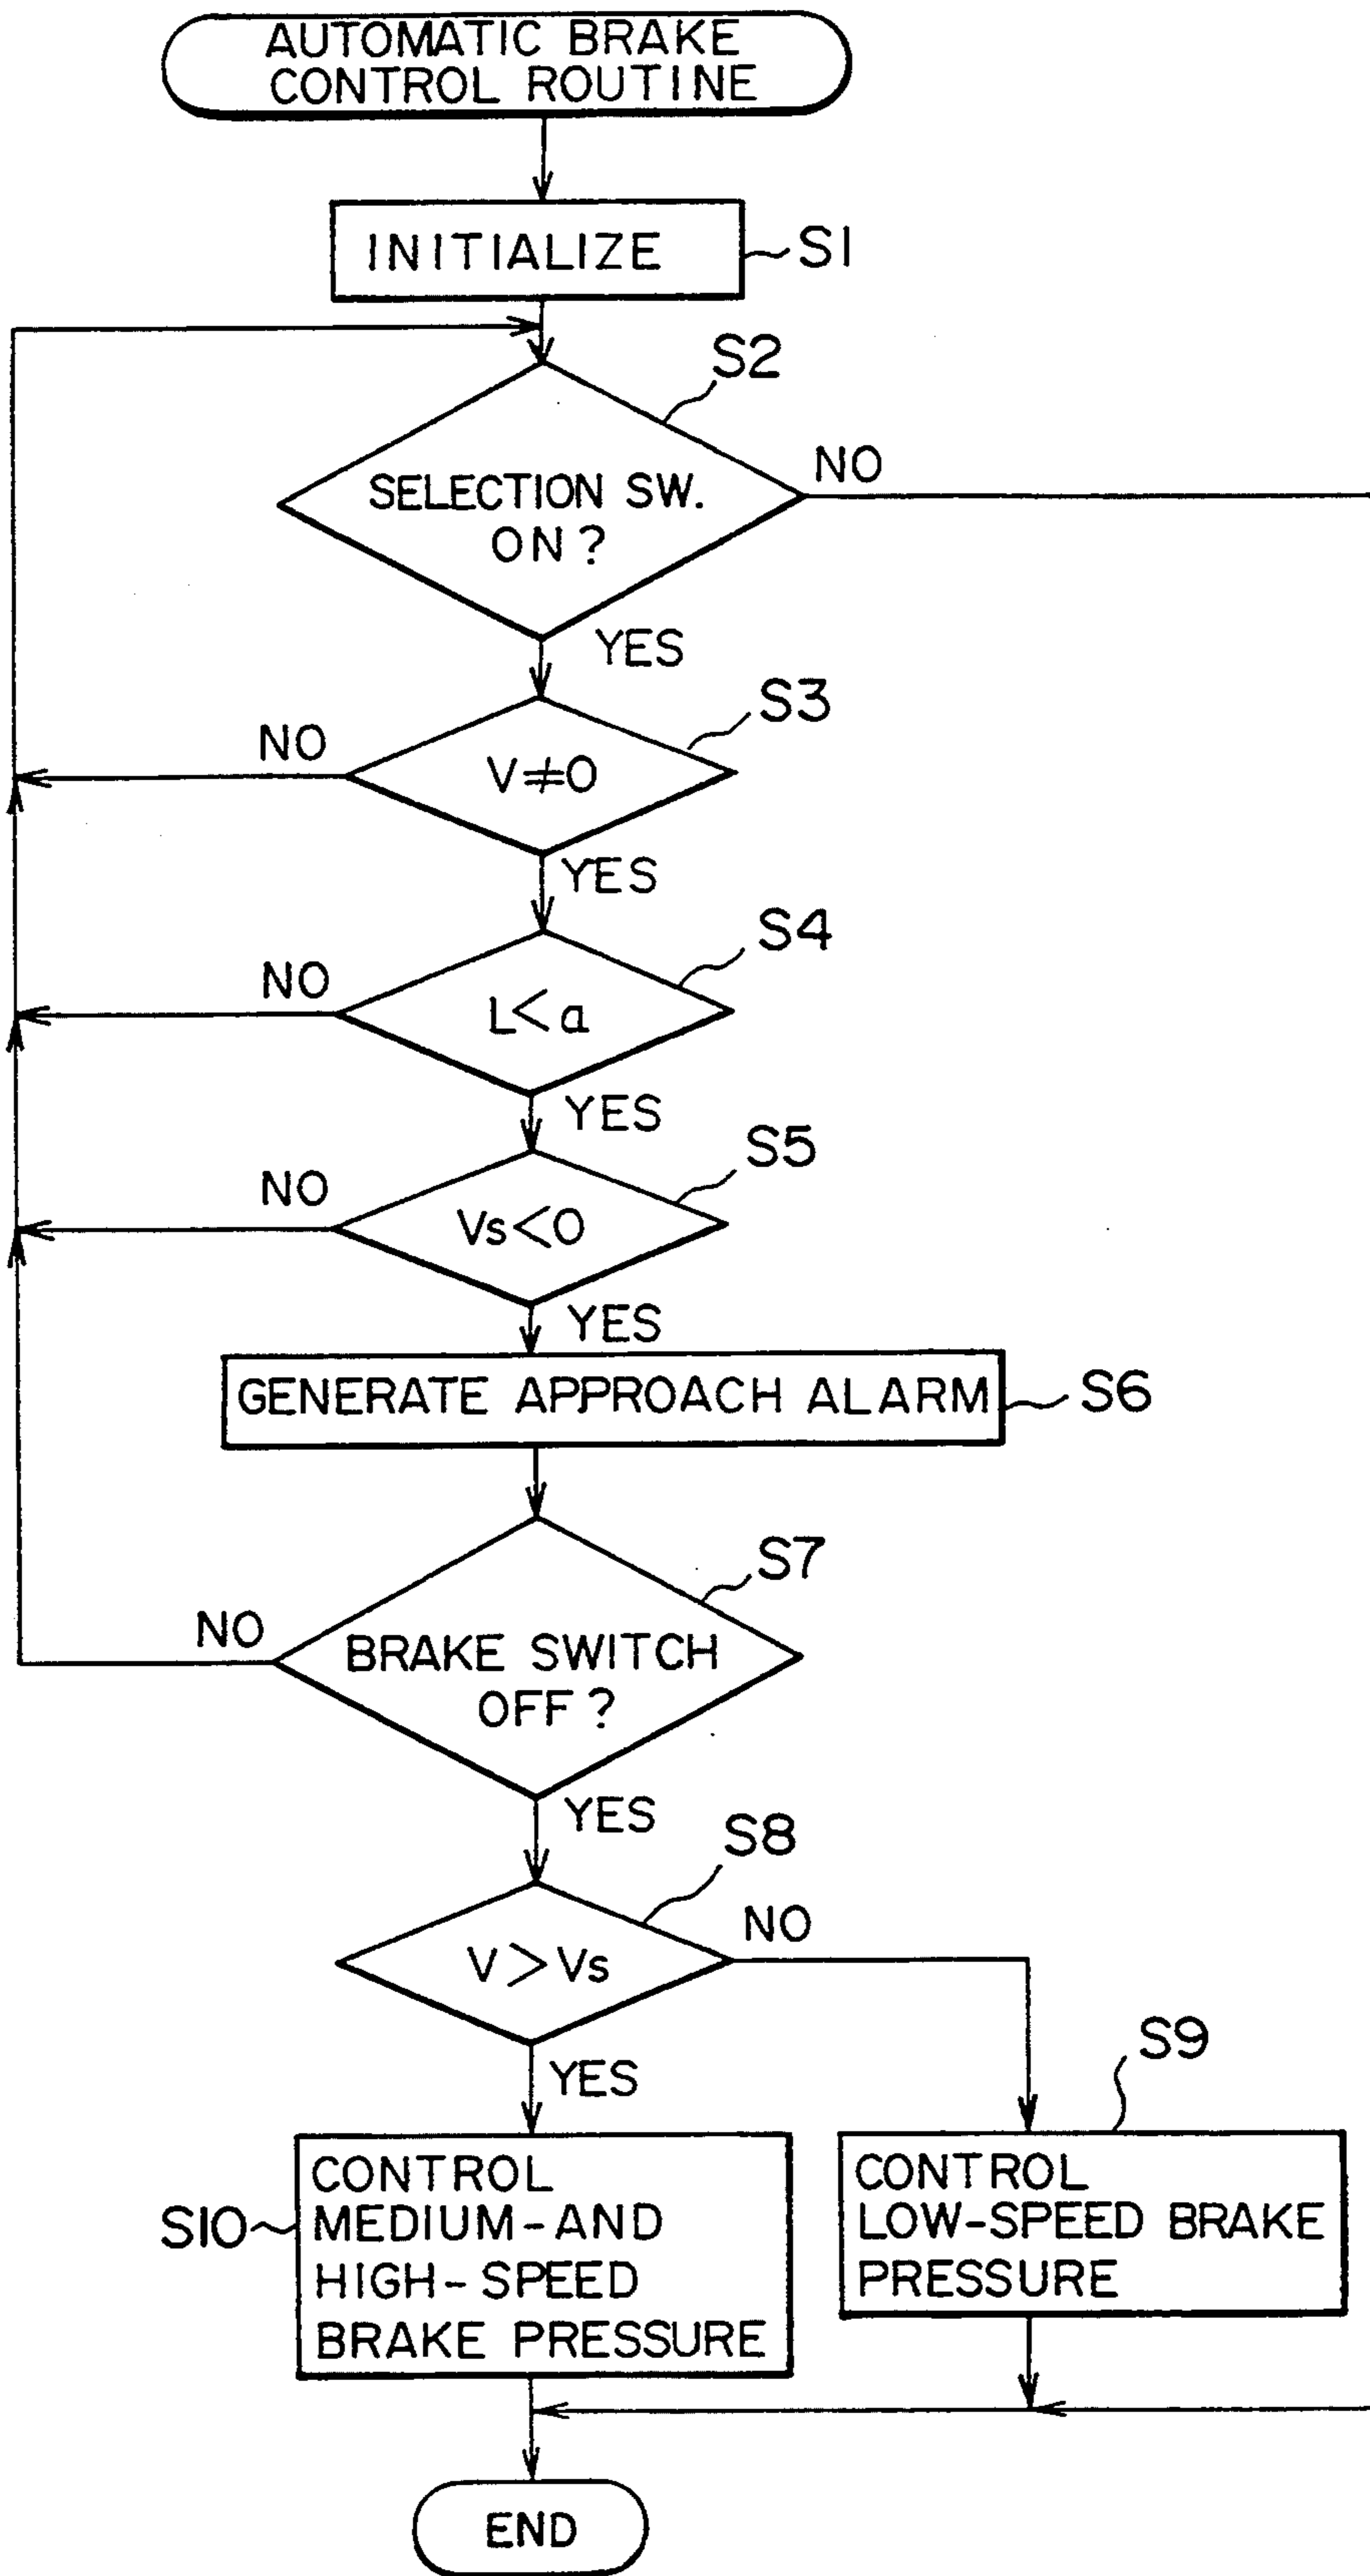 AUTOMATIC BRAKE
CONTROL ROUTINE
INITIALIZE
S1
S2
SELECTION SW.
ON?
NO
YES
S3
NO
V≠0
YES
S4
NO
L<a
YES
S5
NO
Vs<0
YES
GENERATE APPROACH ALARM
S6
S7
NO
BRAKE SWITCH
OFF?
YES
S8
V>Vs
NO
YES
S9
S10
CONTROL
MEDIUM-AND
HIGH-SPEED
BRAKE PRESSURE
CONTROL
LOW-SPEED BRAKE
PRESSURE
END